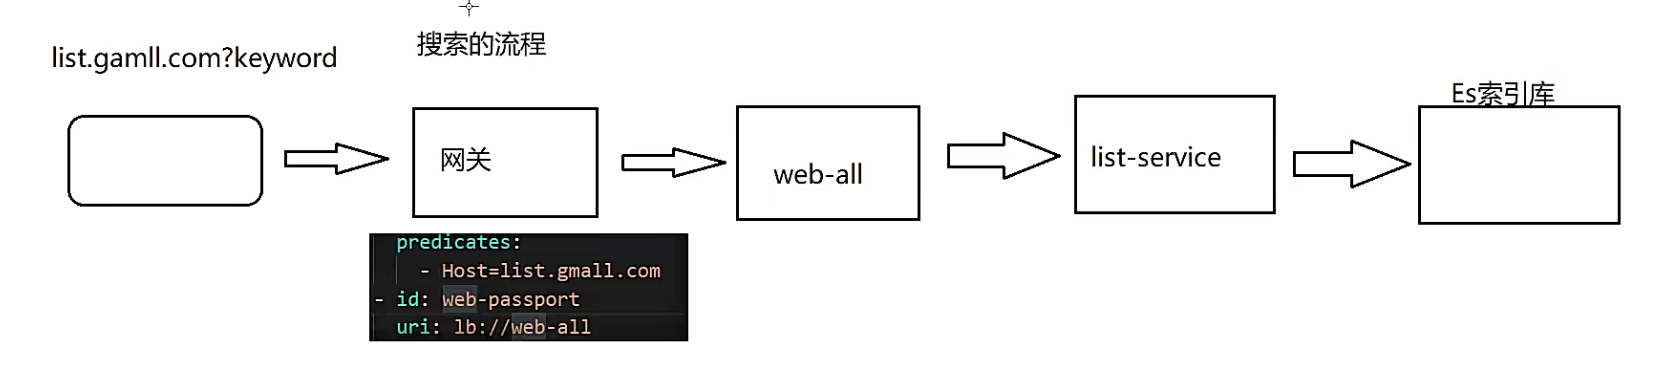 搜索的流程
list.gamll.com?keyword
Es索引库
网关
web-all
list-service
predicates:
- Host=list.gmall.com
- id: web-passport
uri: lb://web-all